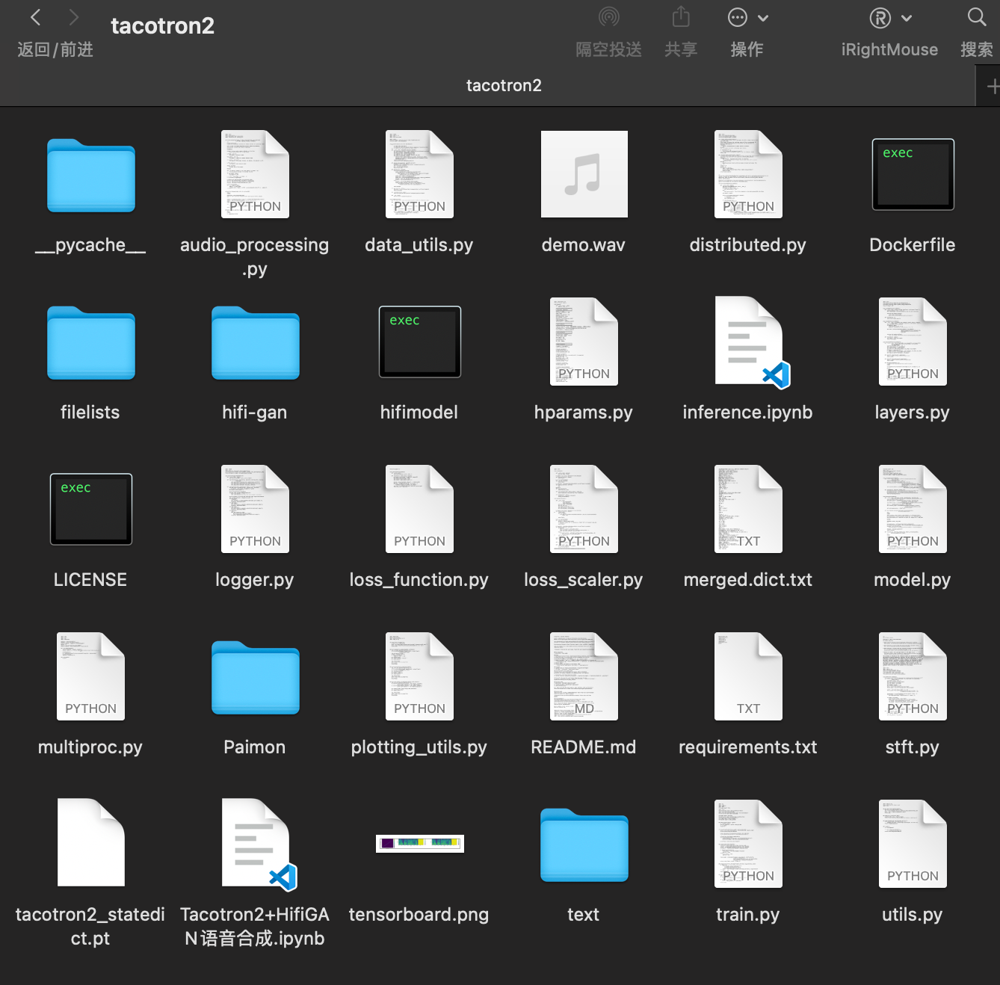 tacotron2
返回/前进
隔空投送
共享
操作
iRightMouse
搜索
tacotron2
PYTHON
PYTHON
PYTHON
exec
__pycache__
audio_processing
.py
data_utils.py
demo.wav
distributed.py
Dockerfile
exec
PYTHON
PYTHON
filelists
hifi-gan
hifimodel
hparams.py
inference.ipynb
layers.py
exec
PYTHON
PYTHON
PYTHON
TXT
PYTHON
LICENSE
logger.py
loss_function.py
loss_scaler.py
merged.dict.txt
model.py
PYTHON
PYTHON
MD
TXT
PYTHON
multiproc.py
Paimon
plotting_utils.py
README.md
requirements.txt
stft.py
PYTHON
PYTHON
tacotron2_statedi
ct.pt
Tacotron2+HifiGA
N语音合成.ipynb
tensorboard.png
text
train.py
utils.py